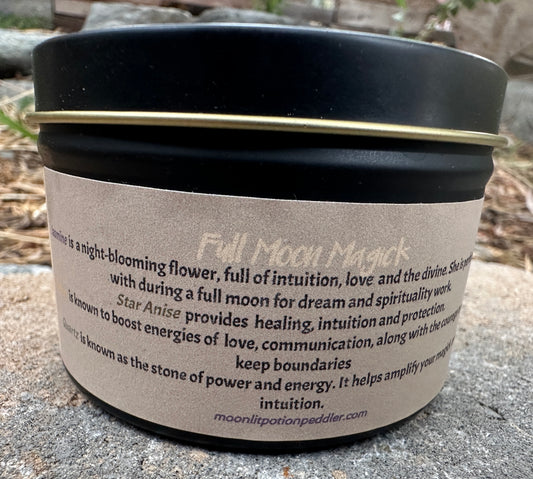 Full Moon Magick
is a night-blooming flower, full of intuition, love and the divine. She is
with during a full moon for dream and spirituality work.
Star Anise provides healing, intuition and protection.
is known to boost energies of love, communication, along with the courage
keep boundaries
is known as the stone of power and energy. It helps amplify your
intuition.
moonlitpotionpeddler.com